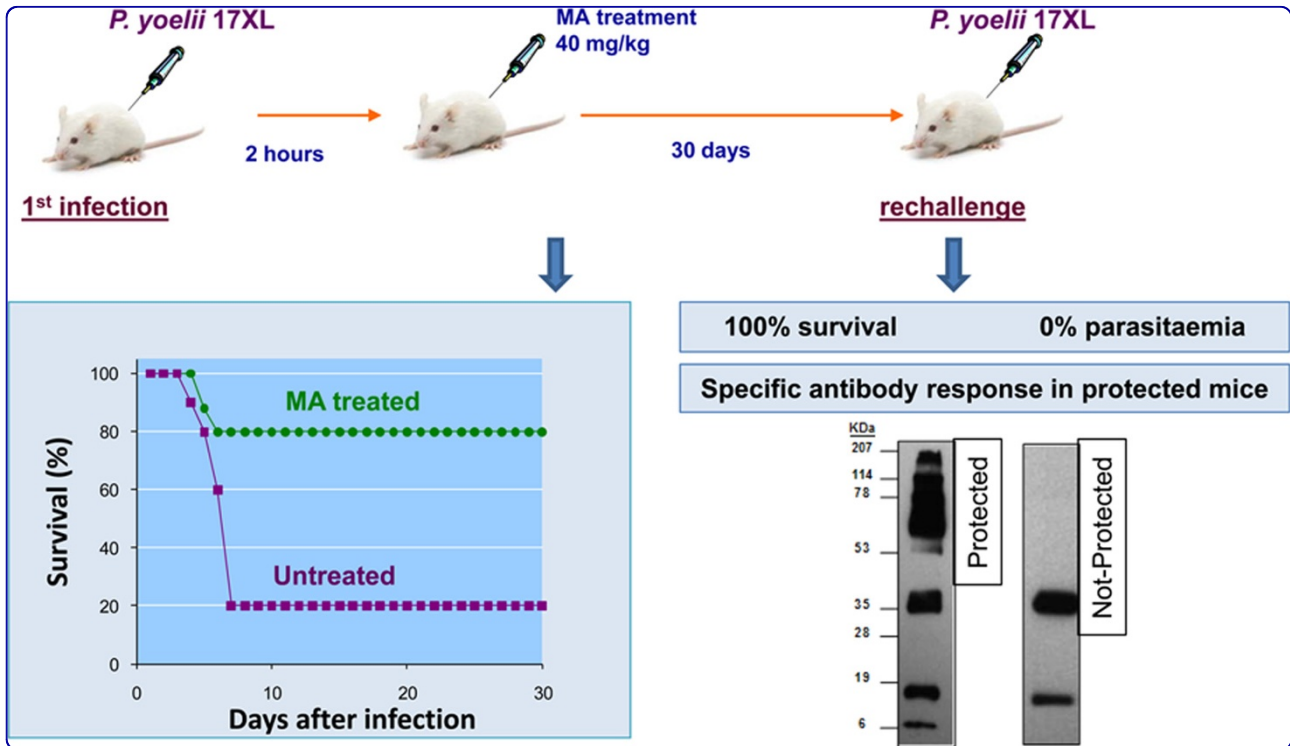 P. yoelii 17XL
MA treatment
40 mg/kg
P. yoelii 17XL
2 hours
30 days
1st infection
rechallenge
100% survival
0% parasitaemia
Specific antibody response in protected mice
Survival (%)
100
80
60
40
20
0
MA treated
Untreated
0
10
20
30
Days after infection
KDa
207
114
78
53
35
28
19
6
Protected
Not-Protected